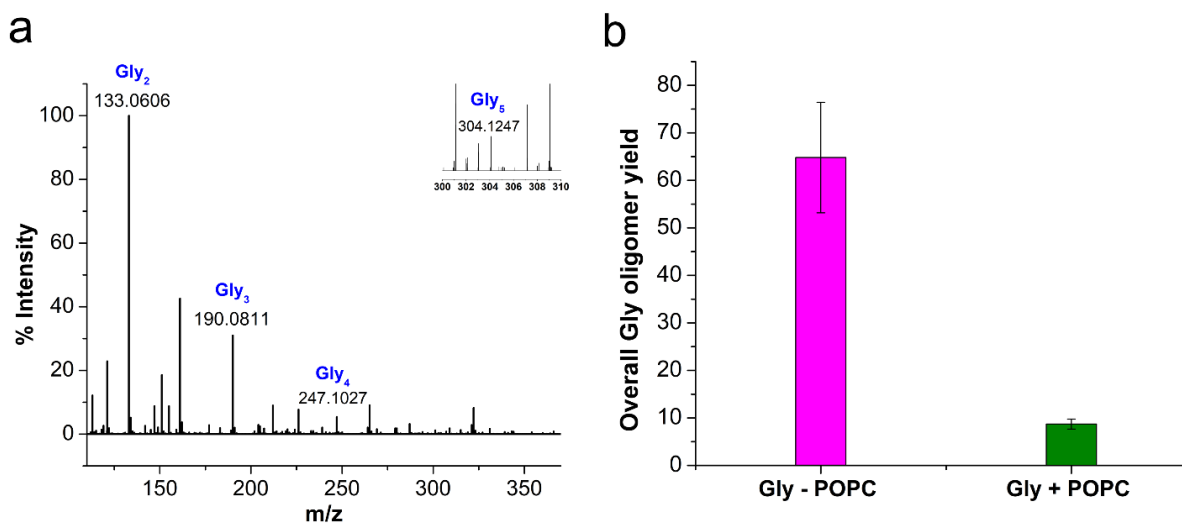 a
Gly2
133.0606
Gly5
304.1247
300 302 304 306 308 310
Gly3
190.0811
Gly4
247.1027
100
80
60
40
20
0
% Intensity
150 200 250 300 350
m/z
b
80
70
60
50
40
30
20
10
0
Overall Gly oligomer yield
Gly - POPC Gly + POPC